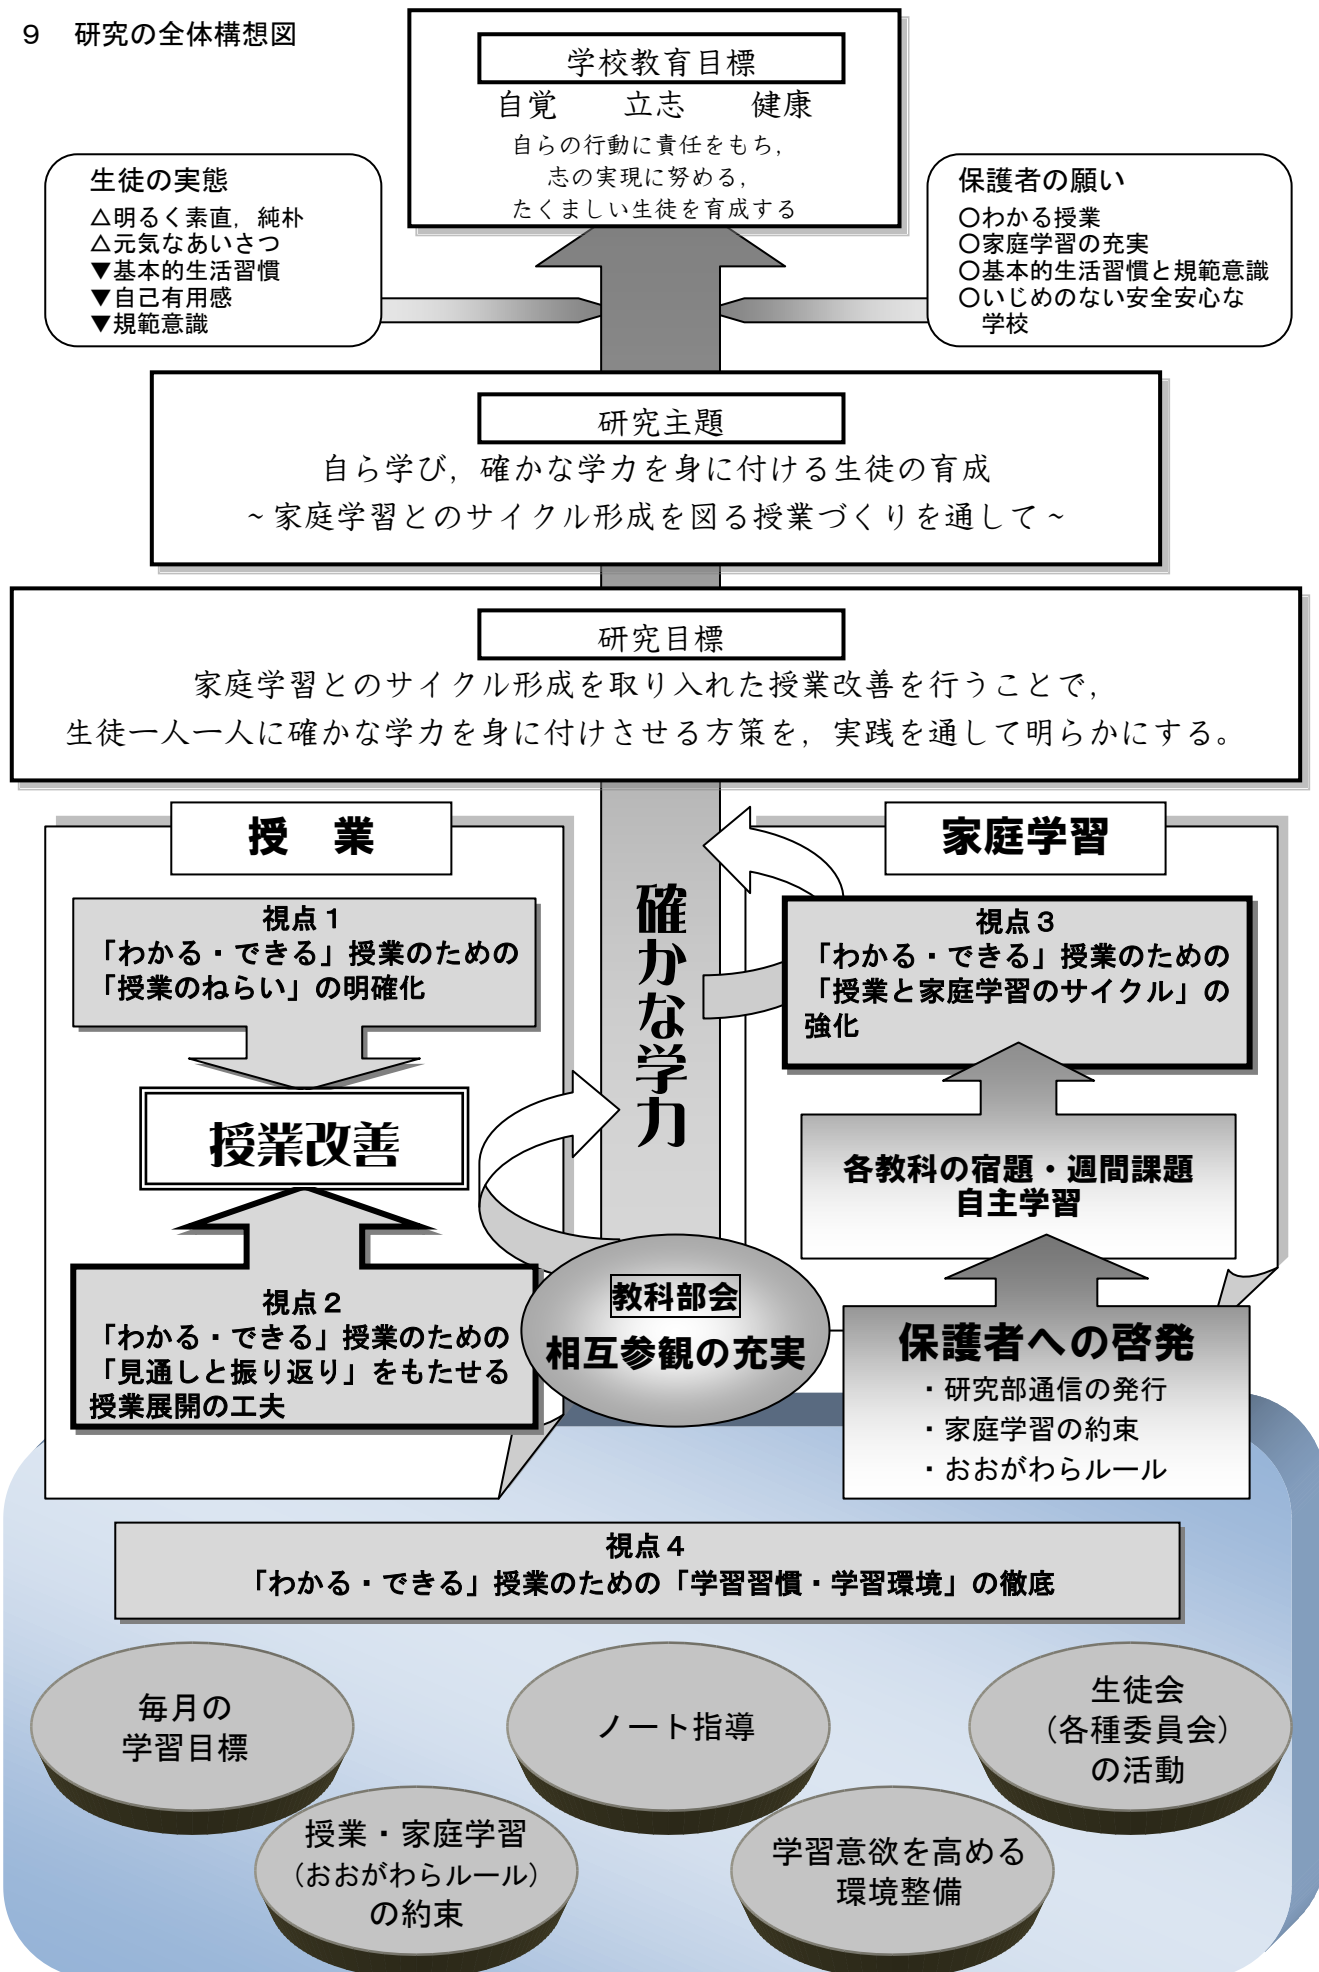 ９　研究の全体構想図
学校教育目標
自覚　立志　健康
自らの行動に責任をもち，
志の実現に努める，
たくましい生徒を育成する
生徒の実態
△明るく素直，純朴
△元気なあいさつ
▼基本的生活習慣
▼自己有用感
▼規範意識
保護者の願い
○わかる授業
○家庭学習の充実
○基本的生活習慣と規範意識
○いじめのない安全安心な
学校
研究主題
自ら学び，確かな学力を身に付ける生徒の育成
～家庭学習とのサイクル形成を図る授業づくりを通して～
研究目標
家庭学習とのサイクル形成を取り入れた授業改善を行うことで，
生徒一人一人に確かな学力を身に付けさせる方策を，実践を通して明らかにする。
授　業
視点１
「わかる・できる」授業のための
「授業のねらい」の明確化
授業改善
視点２
「わかる・できる」授業のための
「見通しと振り返り」をもたせる
授業展開の工夫
確かな学力
教科部会
相互参観の充実
家庭学習
視点３
「わかる・できる」授業のための
「授業と家庭学習のサイクル」の
強化
各教科の宿題・週間課題
自主学習
保護者への啓発
・研究部通信の発行
・家庭学習の約束
・おおがわらルール
視点４
「わかる・できる」授業のための「学習習慣・学習環境」の徹底
毎月の
学習目標
ノート指導
生徒会
（各種委員会）
の活動
授業・家庭学習
（おおがわらルール）
の約束
学習意欲を高める
環境整備